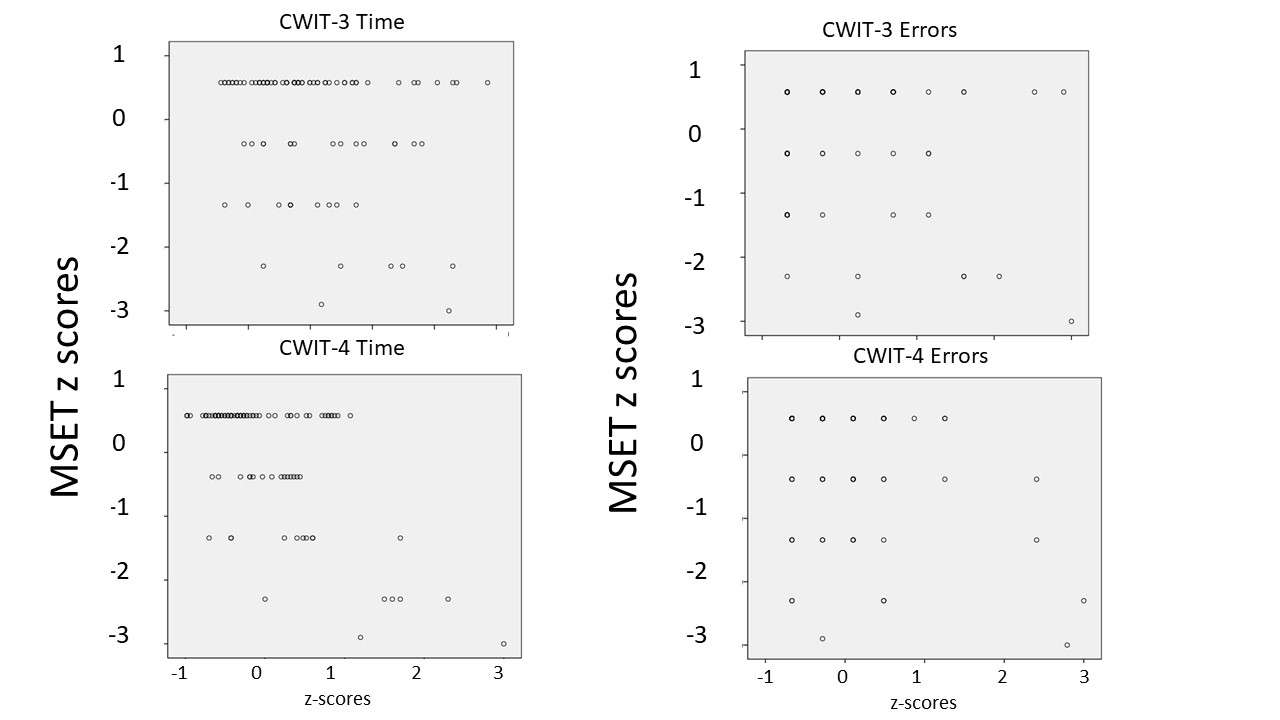 CWIT-3 Time
1
0
-1
-2
-3
MSET z scores
CWIT-4 Time
1
0
-1
-2
-3
-1 0 1 2 3
z-scores
CWIT-3 Errors
1
0
-1
-2
-3
MSET z scores
CWIT-4 Errors
1
0
-1
-2
-3
-1 0 1 2 3
z-scores